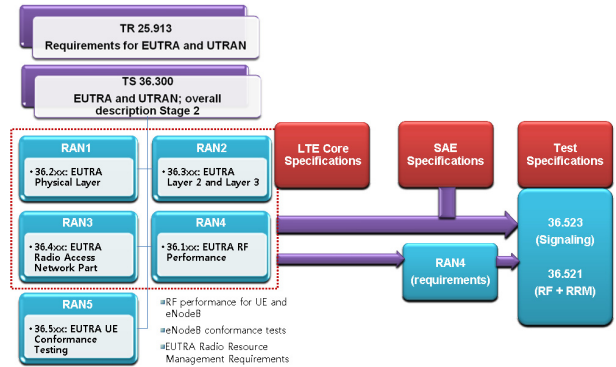 TR 25.913
Requirements for EUTRA and UTRAN
TS 36.300
EUTRA and UTRAN; overall
description Stage 2
RAN1
• 36.2xx: EUTRA
Physical Layer
RAN2
• 36.3xx: EUTRA
Layer 2 and Layer 3
RAN3
• 36.4xx: EUTRA
Radio Access
Network Part
RAN4
• 36.1xx: EUTRA RF
Performance
RAN5
• 36.5xx: EUTRA UE
Conformance
Testing
RF performance for UE and
eNodeB
eNodeB conformance tests
EUTRA Radio Resource
Management Requirements
LTE Core
Specifications
SAE
Specifications
Test
Specifications
RAN4
(requirements)
36.523
(Signaling)
36.521
(RF + RRM)